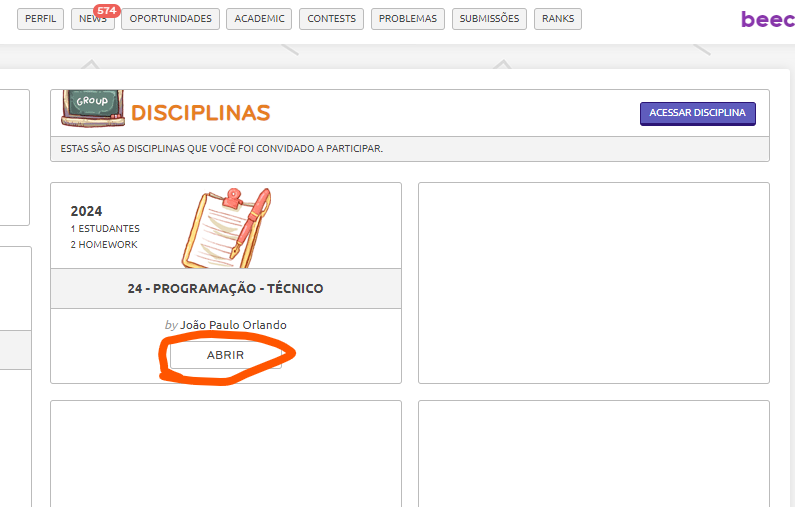 PERFIL NEWS 574 OPORTUNIDADES ACADEMIC CONTESTS PROBLEMS SUBMISSÕES RANKS beec
GROUP DISCIPLINAS ACESSAR DISCIPLINA
ESTAS SÃO AS DISCIPLINAS QUE VOCÊ FOI CONVIDADO A PARTICIPAR.
2024
1 ESTUDANTES
2 HOMEWORK
24 - PROGRAMAÇÃO - TÉCNICO
by João Paulo Orlando
ABRIR